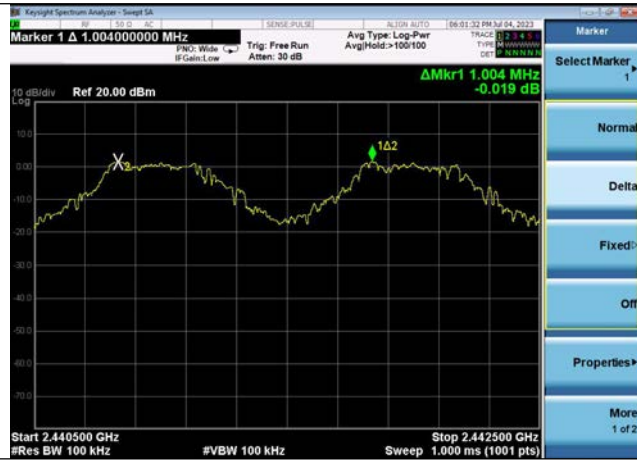 Keysight Spectrum Analyzer - Swept SA
RF 50 Ω AC SENSE:PULSE ALIGN AUTO 06:01:32 PM Jul 04, 2023
Marker 1 Δ 1.004000000 MHz
PNO: Wide
IFGain:Low
Trig: Free Run
Atten: 30 dB
Avg Type: Log-Pwr
Avg|Hold:>100/100
TRACE 1 2 3 4 5 6
TYPE M WWWWW
DET P NNNNN
ΔMkr1 1.004 MHz
-0.019 dB
10 dB/div Ref 20.00 dBm
Log
10.0
0.00
-10.0
-20.0
-30.0
-40.0
-50.0
-60.0
-70.0
X2
1Δ2
Start 2.440500 GHz
Stop 2.442500 GHz
#Res BW 100 kHz
#VBW 100 kHz
Sweep 1.000 ms (1001 pts)
Marker
Select Marker
1
Normal
Delta
Fixed
Off
Properties
More
1 of 2